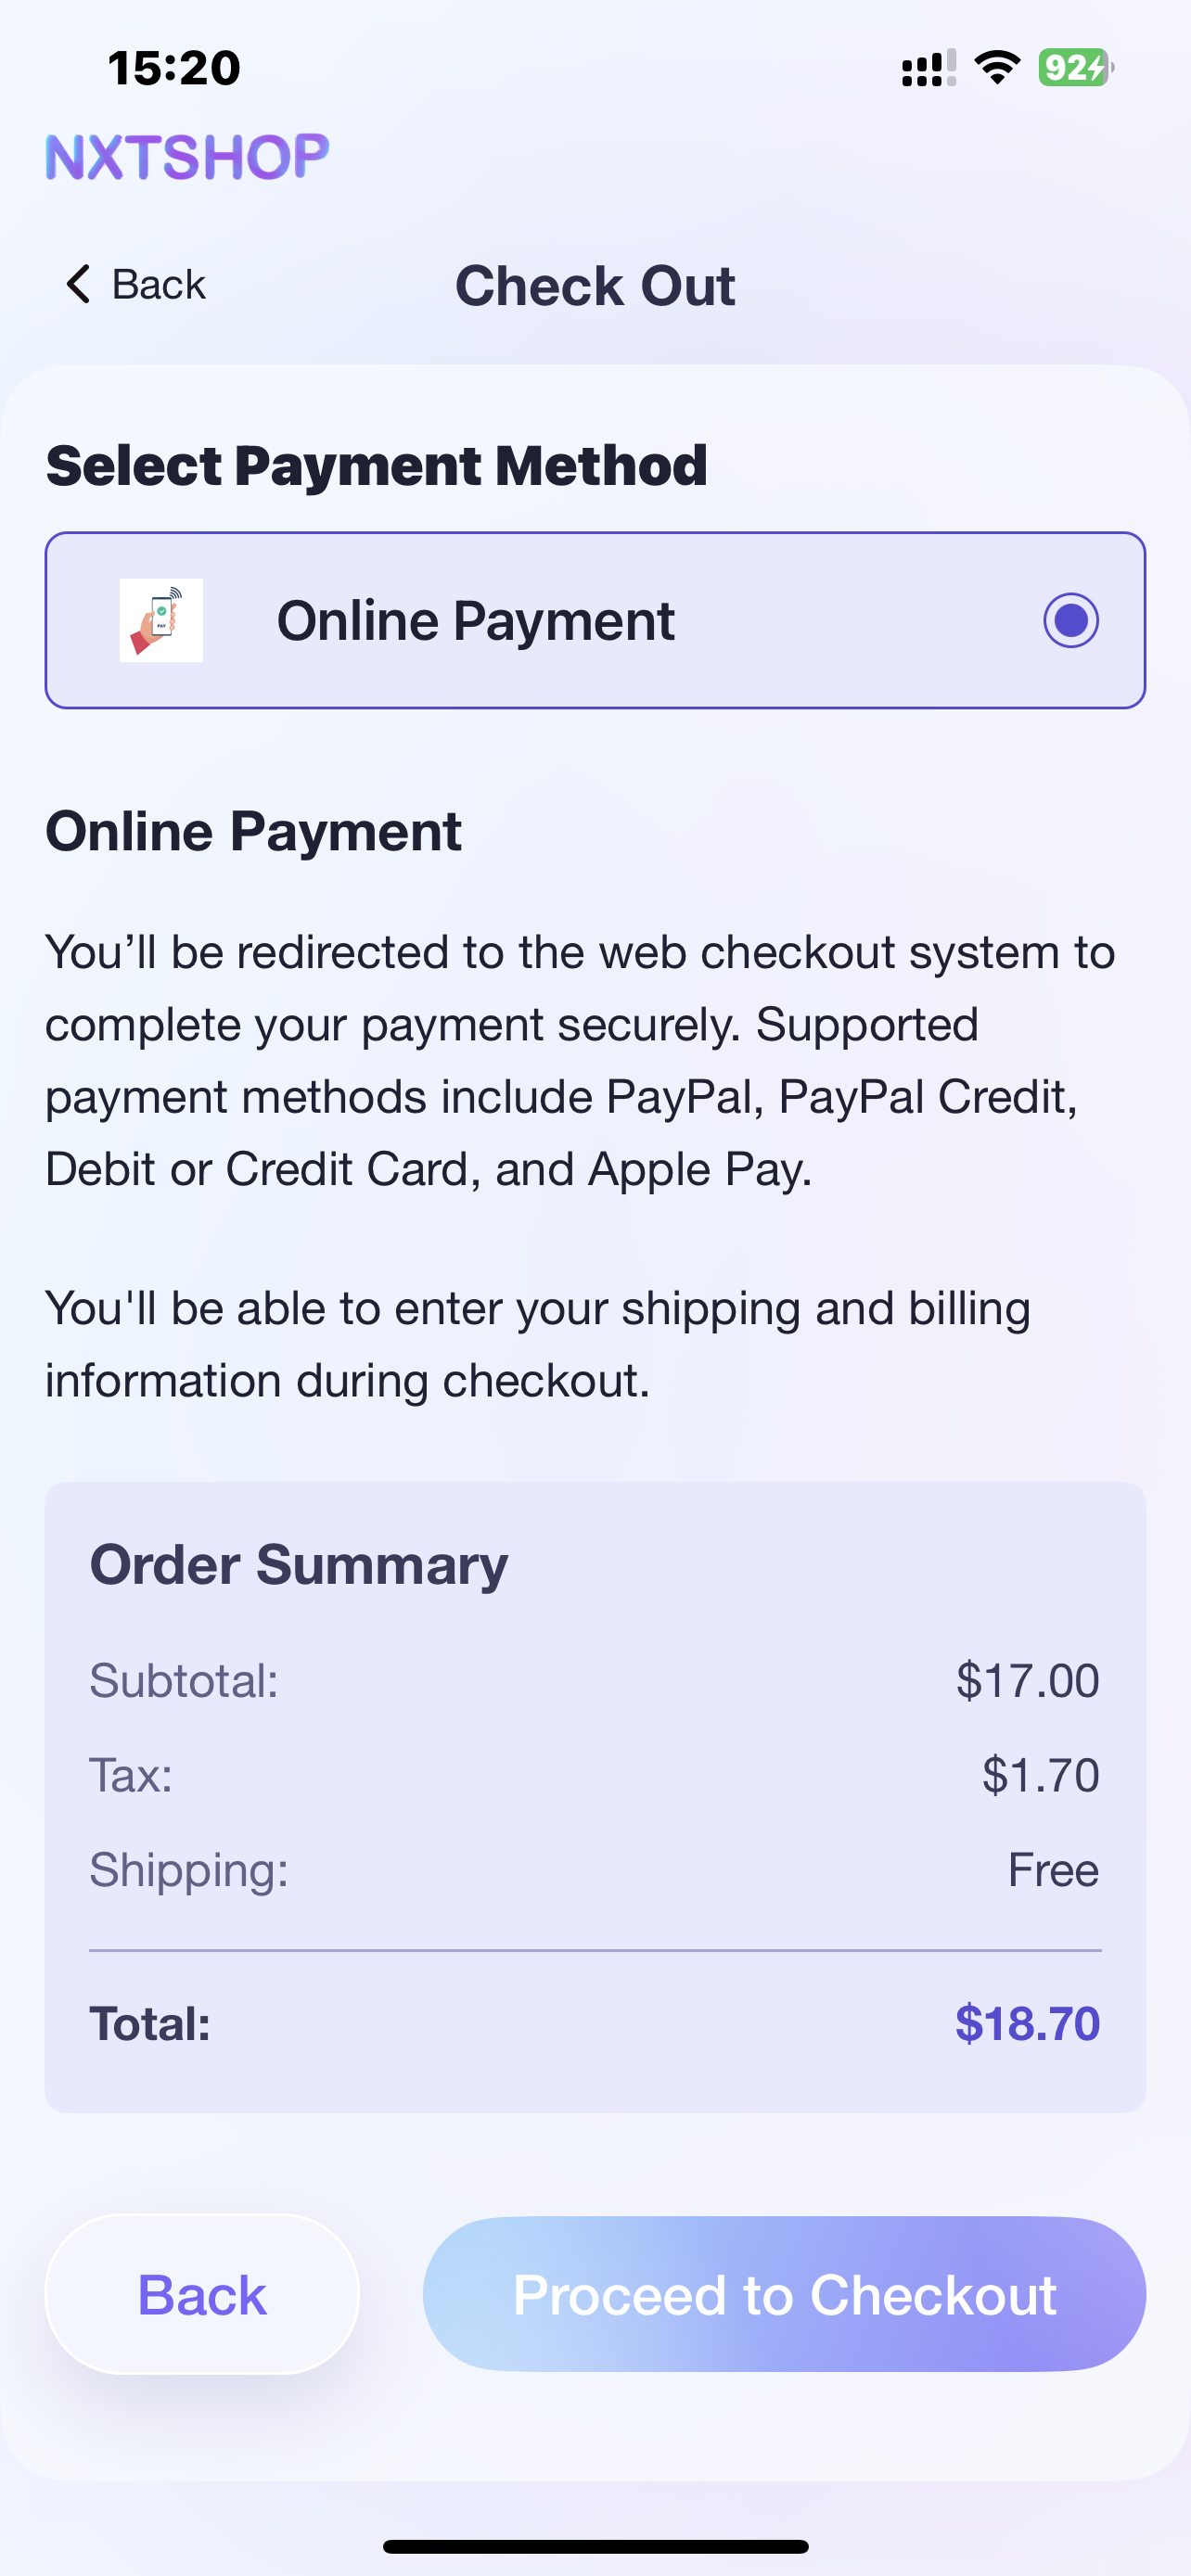 15:20
92
NXTSHOP
Back
Check Out
Select Payment Method
PAY
Online Payment
Online Payment
You’ll be redirected to the web checkout system to
complete your payment securely. Supported
payment methods include PayPal, PayPal Credit,
Debit or Credit Card, and Apple Pay.
You'll be able to enter your shipping and billing
information during checkout.
Order Summary
Subtotal: $17.00
Tax: $1.70
Shipping: Free
Total: $18.70
Back
Proceed to Checkout